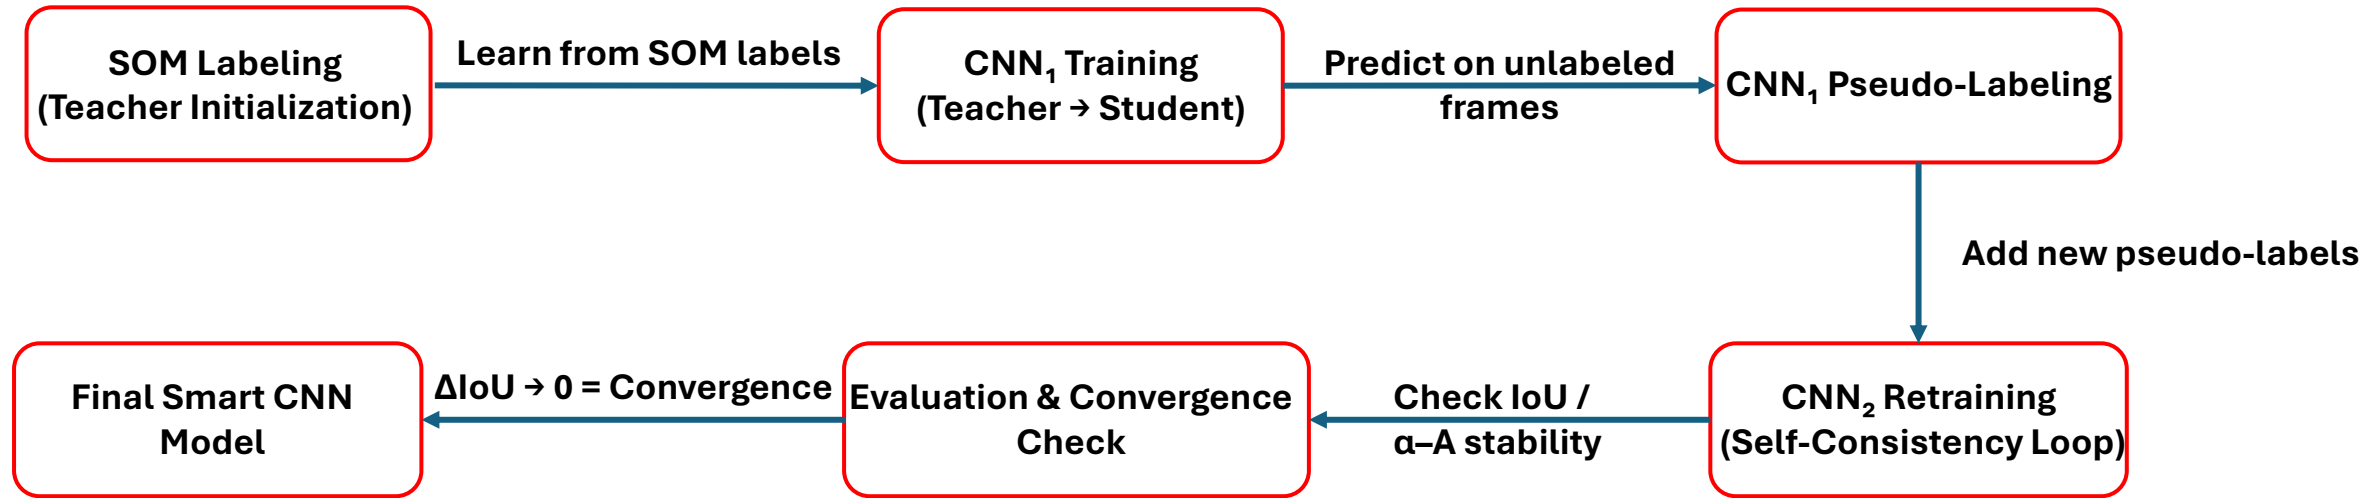 SOM Labeling
(Teacher Initialization)
Learn from SOM labels
CNN₁ Training
(Teacher → Student)
Predict on unlabeled
frames
CNN₁ Pseudo-Labeling
Add new pseudo-labels
CNN₂ Retraining
(Self-Consistency Loop)
Check IoU /
α–A stability
Evaluation & Convergence
Check
ΔIoU → 0 = Convergence
Final Smart CNN
Model